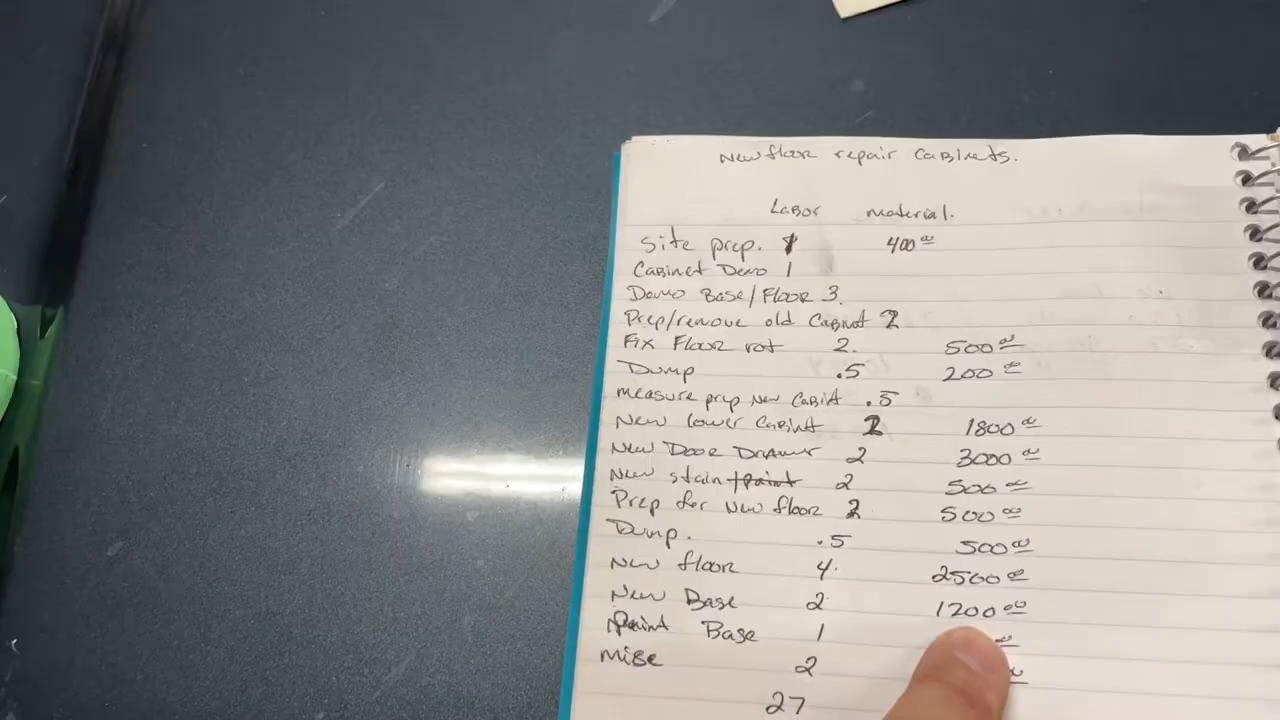 New floor repair Cabinets.
Labor material.
site prep. 1 400 00
Cabinet Demo 1
Demo Base/Floor 3.
Prep/remove old Cabinet 2
Fix Floor rot 2. 500 00
Dump .5 200 00
measure prep New Cabint .5
New lower Cabint 2 1800 00
New Door Drawer 2 3000 00
New stain+paint 2 500 00
Prep for New floor 2 500 00
Dump. .5 500 00
New floor 4. 2500 00
New Base 2 1200 00
Paint Base 1 00
misc 2
27